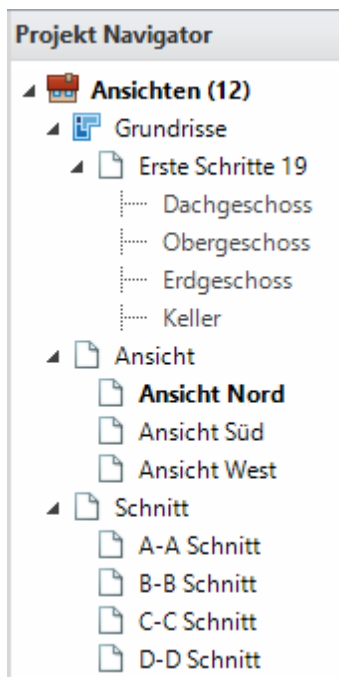 Projekt Navigator
Ansichten (12)
Grundrisse
Erste Schritte 19
Dachgeschoss
Obergeschoss
Erdgeschoss
Keller
Ansicht
Ansicht Nord
Ansicht Süd
Ansicht West
Schnitt
A-A Schnitt
B-B Schnitt
C-C Schnitt
D-D Schnitt